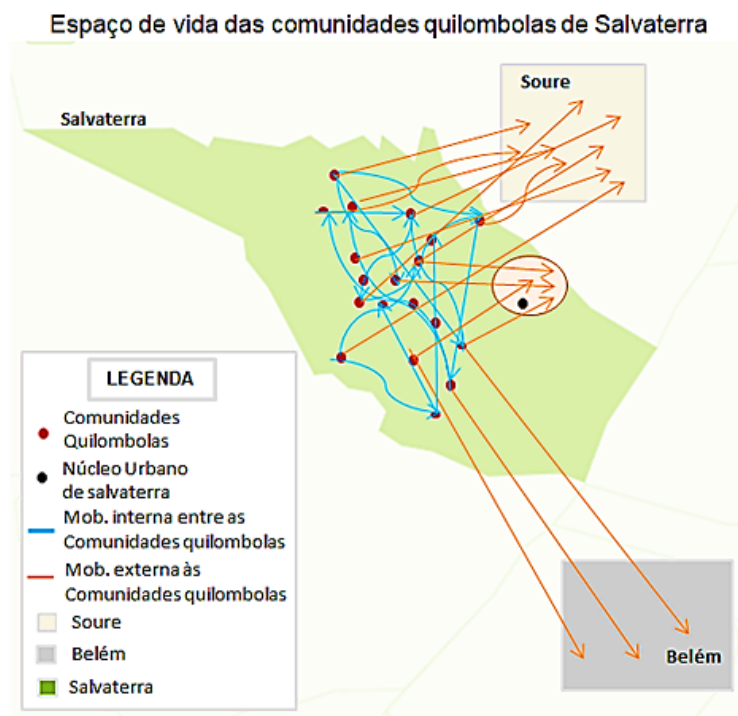 Espaço de vida das comunidades quilombolas de Salvaterra
Soure
Salvaterra
LEGENDA
Comunidades
Quilombolas
Núcleo Urbano
de salvaterra
Mob. interna entre as
Comunidades quilombolas
Mob. externa às
Comunidades quilombolas
Soure
Belém
Salvaterra
Belém